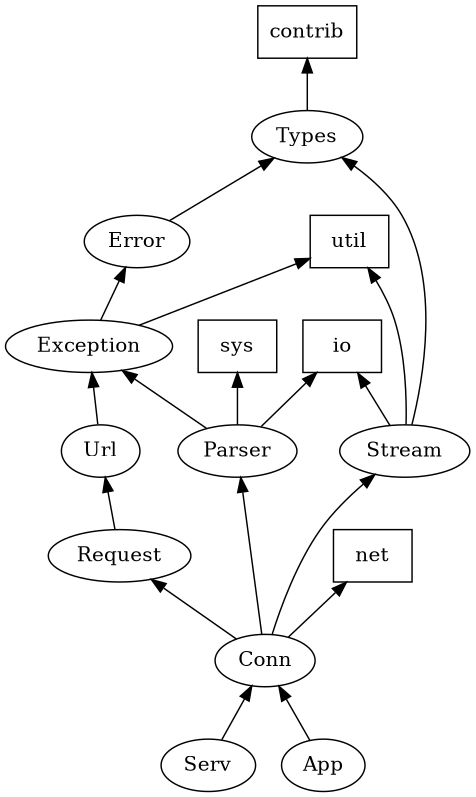 contrib
Types
Error
util
Exception
sys
io
Url
Parser
Stream
Request
net
Conn
Serv
App